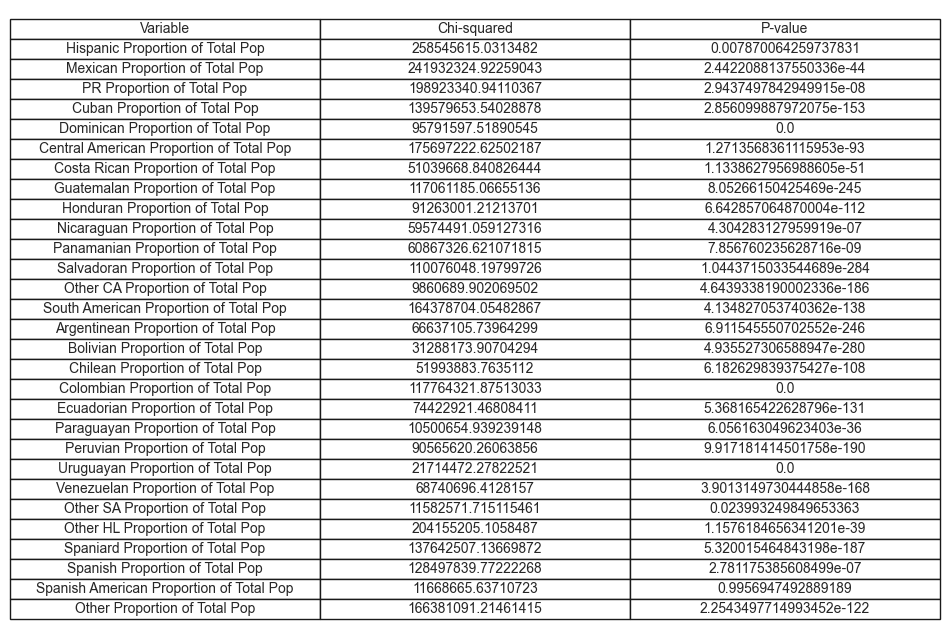 Variable Chi-squared P-value
Hispanic Proportion of Total Pop 258545615.0313482 0.007870064259737831
Mexican Proportion of Total Pop 241932324.92259043 2.4422088137550336e-44
PR Proportion of Total Pop 198923340.94110367 2.9437497842949915e-08
Cuban Proportion of Total Pop 139579653.54028878 2.856099887972075e-153
Dominican Proportion of Total Pop 95791597.51890545 0.0
Central American Proportion of Total Pop 175697222.62502187 1.2713568361115953e-93
Costa Rican Proportion of Total Pop 51039668.840826444 1.1338627956988605e-51
Guatemalan Proportion of Total Pop 117061185.06655136 8.05266150425469e-245
Honduran Proportion of Total Pop 91263001.21213701 6.642857064870004e-112
Nicaraguan Proportion of Total Pop 59574491.059127316 4.304283127959919e-07
Panamanian Proportion of Total Pop 60867326.621071815 7.856760235628716e-09
Salvadoran Proportion of Total Pop 110076048.19799726 1.0443715033544689e-284
Other CA Proportion of Total Pop 9860689.902069502 4.6439338190002336e-186
South American Proportion of Total Pop 164378704.05482867 4.134827053740362e-138
Argentinean Proportion of Total Pop 66637105.73964299 6.911545550702552e-246
Bolivian Proportion of Total Pop 31288173.90704294 4.935527306588947e-280
Chilean Proportion of Total Pop 51993883.7635112 6.182629839375427e-108
Colombian Proportion of Total Pop 117764321.87513033 0.0
Ecuadorian Proportion of Total Pop 74422921.46808411 5.368165422628796e-131
Paraguayan Proportion of Total Pop 10500654.939239148 6.056163049623403e-36
Peruvian Proportion of Total Pop 90565620.26063856 9.917181414501758e-190
Uruguayan Proportion of Total Pop 21714472.27822521 0.0
Venezuelan Proportion of Total Pop 68740696.4128157 3.9013149730444858e-168
Other SA Proportion of Total Pop 11582571.715115461 0.023993249849653363
Other HL Proportion of Total Pop 204155205.1058487 1.1576184656341201e-39
Spaniard Proportion of Total Pop 137642507.13669872 5.320015464843198e-187
Spanish Proportion of Total Pop 128497839.77222268 2.781175385608499e-07
Spanish American Proportion of Total Pop 11668665.63710723 0.9956947492889189
Other Proportion of Total Pop 166381091.21461415 2.2543497714993452e-122